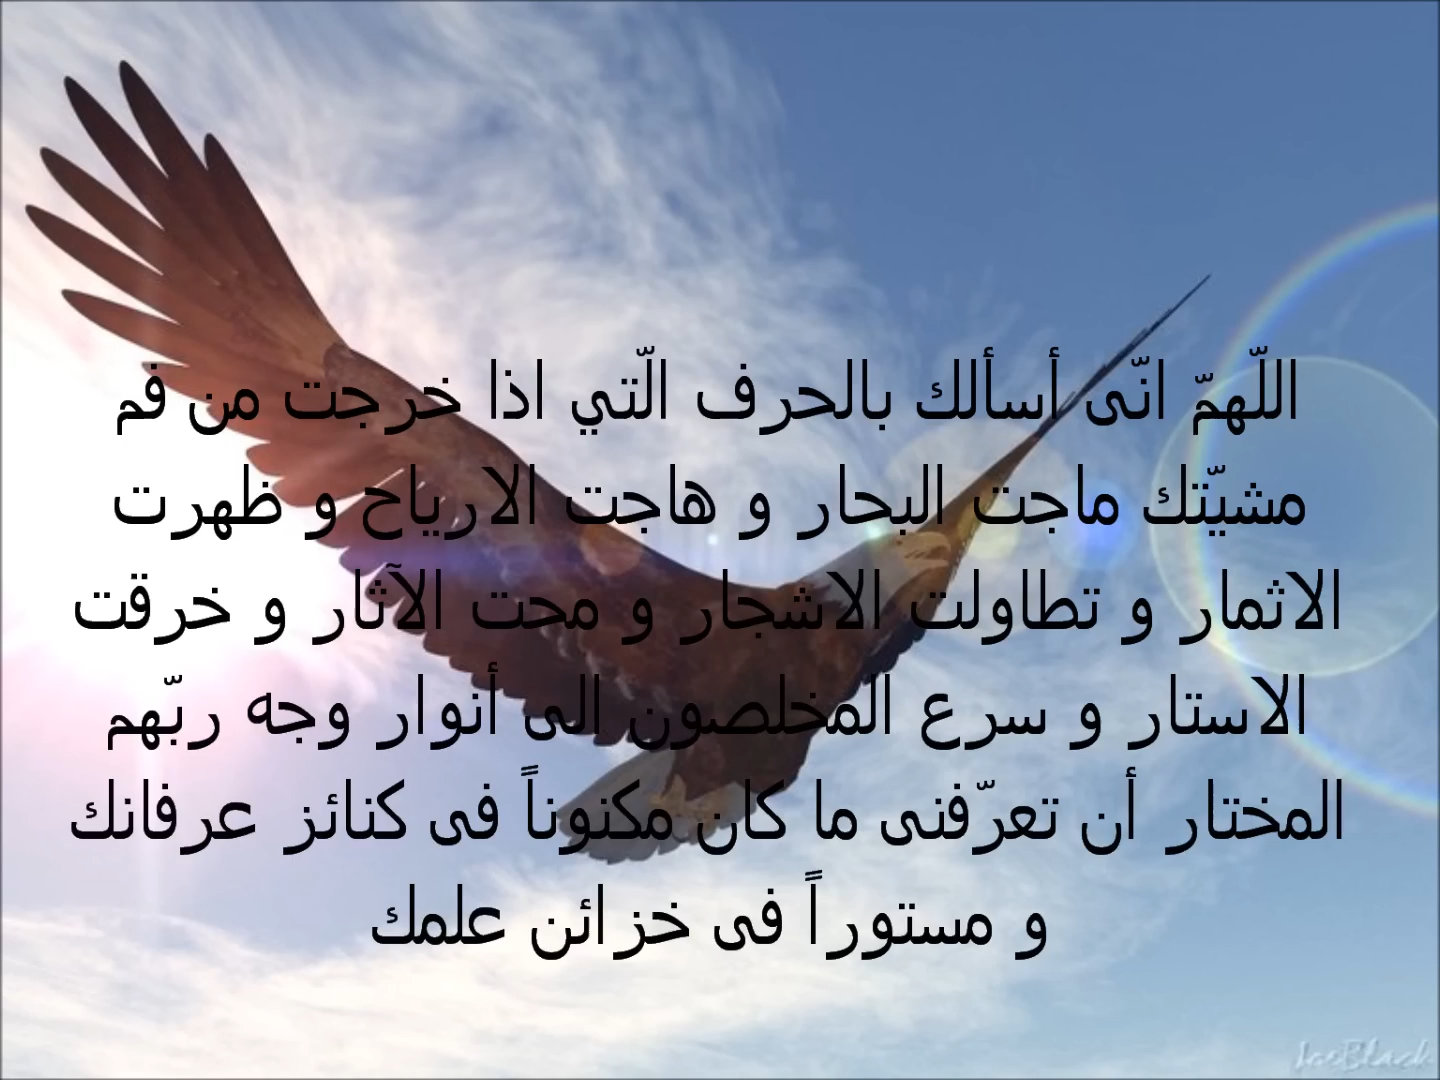 اللّهمّ انّى أسألك بالحرف الّتي اذا خرجت من فم
مشيّتك ماجت البحار و هاجت الارياح و ظهرت
الاثمار و تطاولت الاشجار و محت الآثار و خرقت
الاستار و سرع المخلصون الى أنوار وجه ربّهم
المختار أن تعرّفنى ما كان مكنوناً فى كنائز عرفانك
و مستوراً فى خزائن علمك
JoeBlack